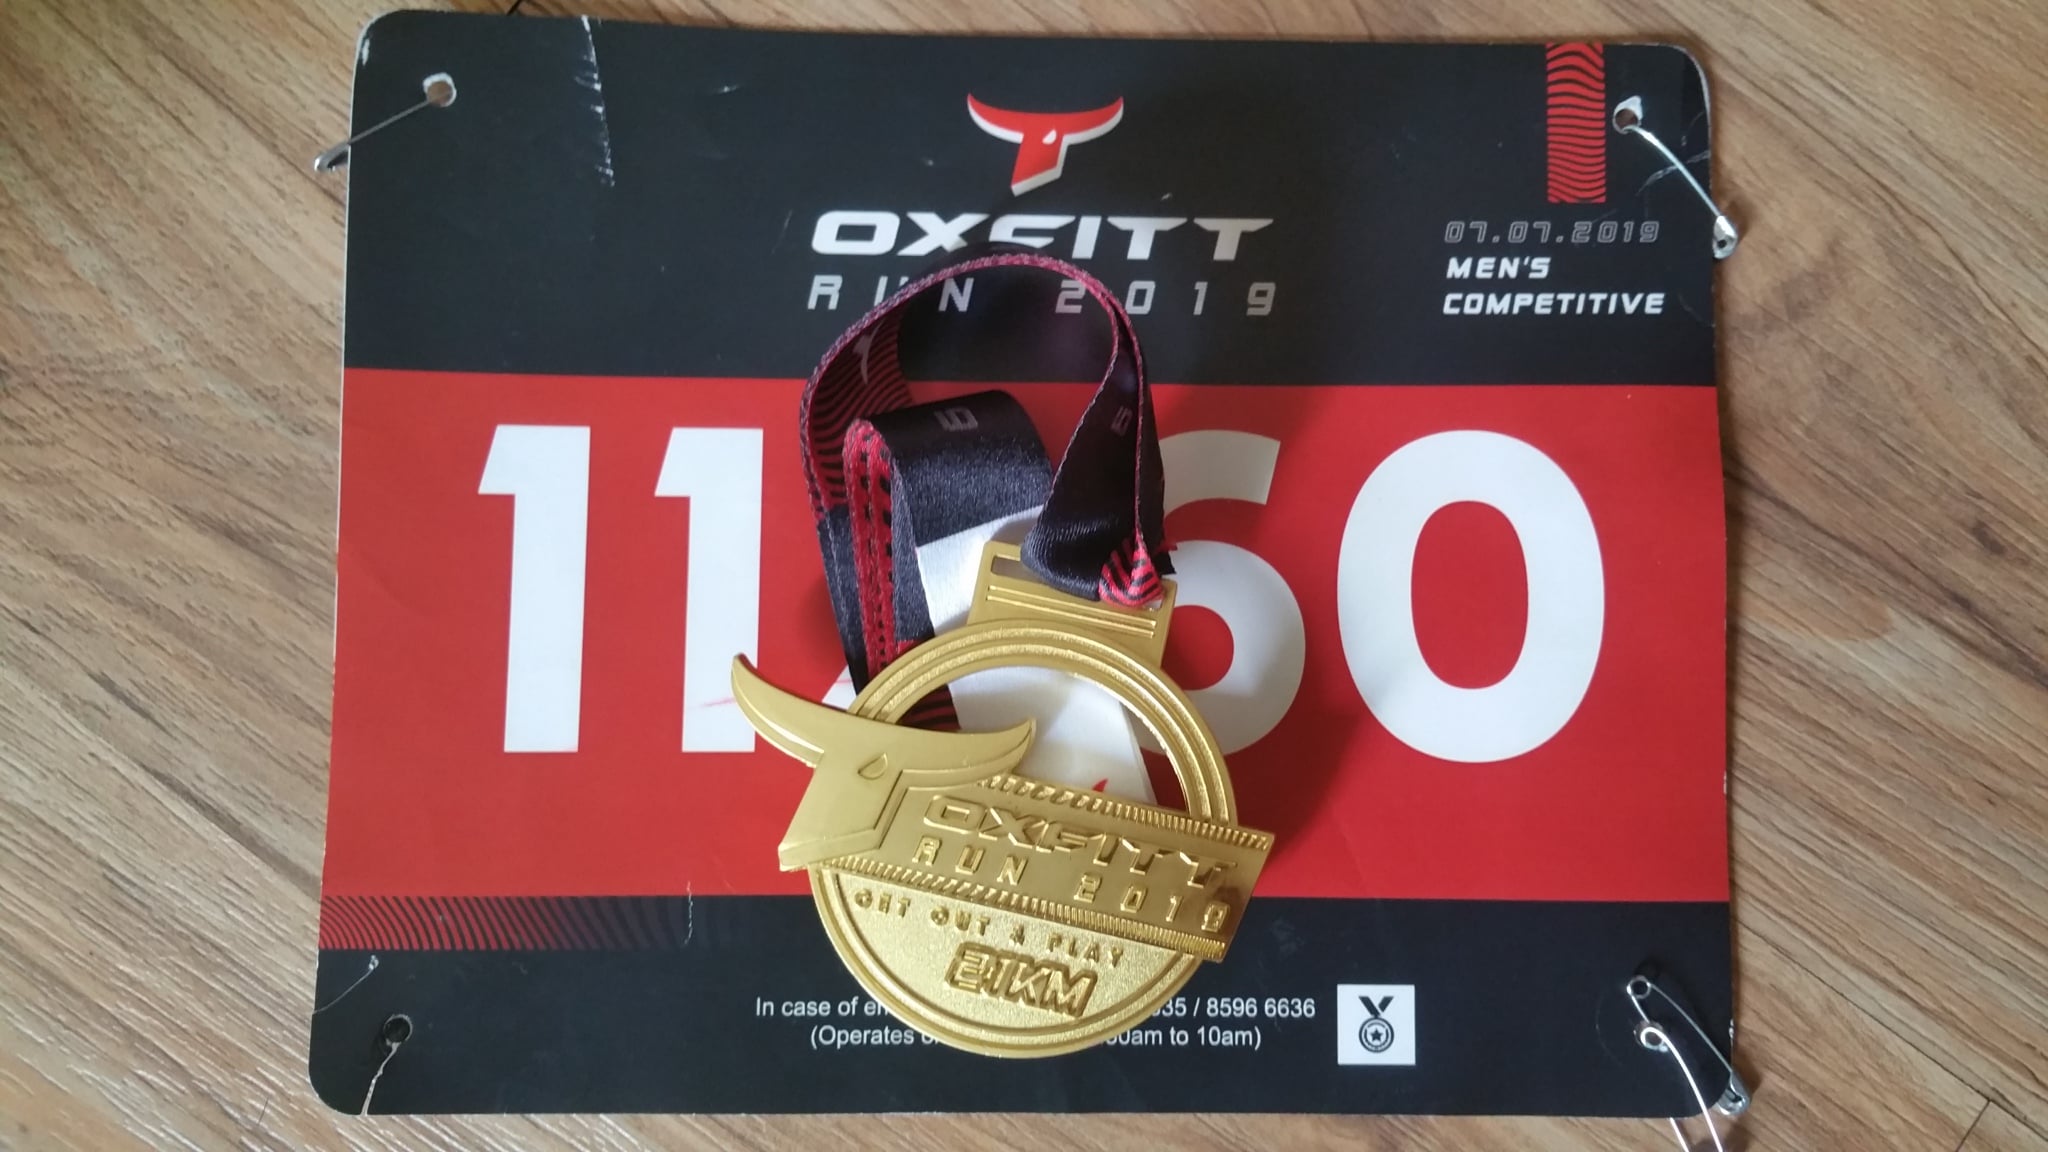 OXFITT
RUN 2019
07.07.2019
MEN'S
COMPETITIVE
11 60
OXFITT
RUN 2019
GET OUT & PLAY
21KM
In case of 35 / 8596 6636
(Operates am to 10am)